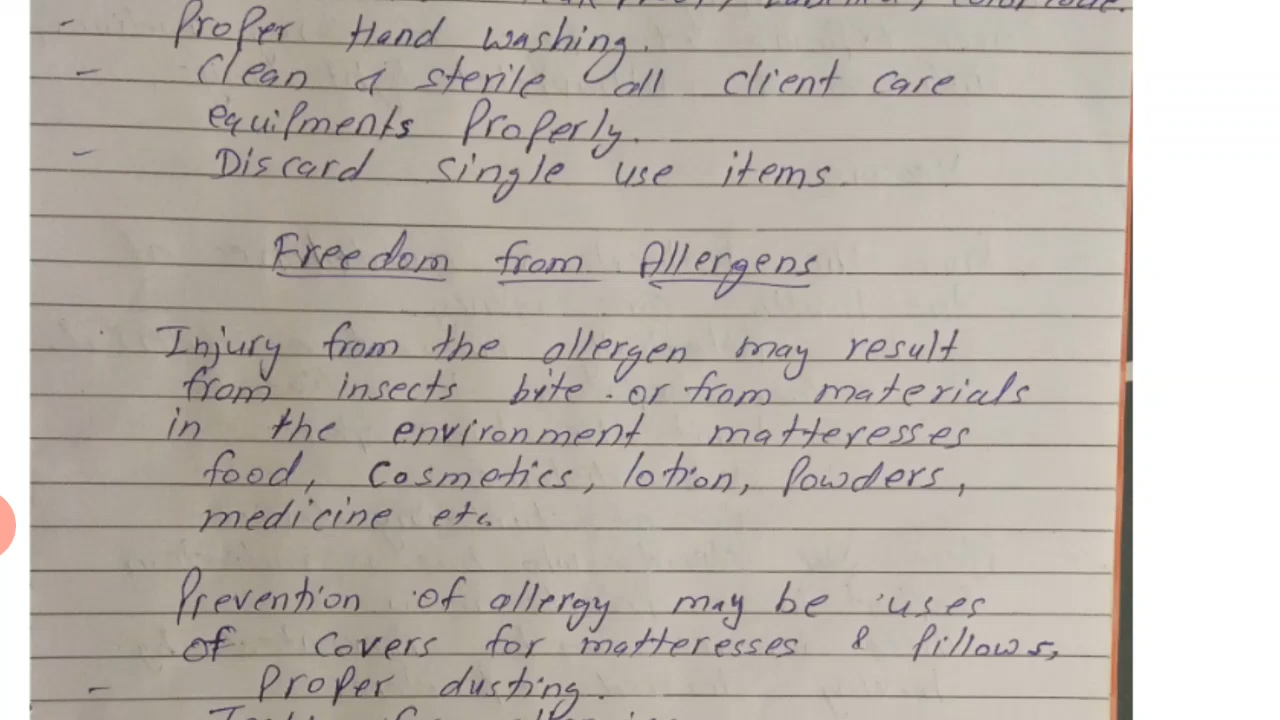 - Proper Hand washing.
- Clean & sterile all client care
equipments Properly.
- Discard single use items.
Freedom from Allergens
Injury from the allergen may result
from insects bite or from materials
in the environment matteresses
food, Cosmetics, lotion, Powders,
medicine etc.
Prevention of allergy may be uses
of covers for matteresses & pillows,
- Proper dusting.